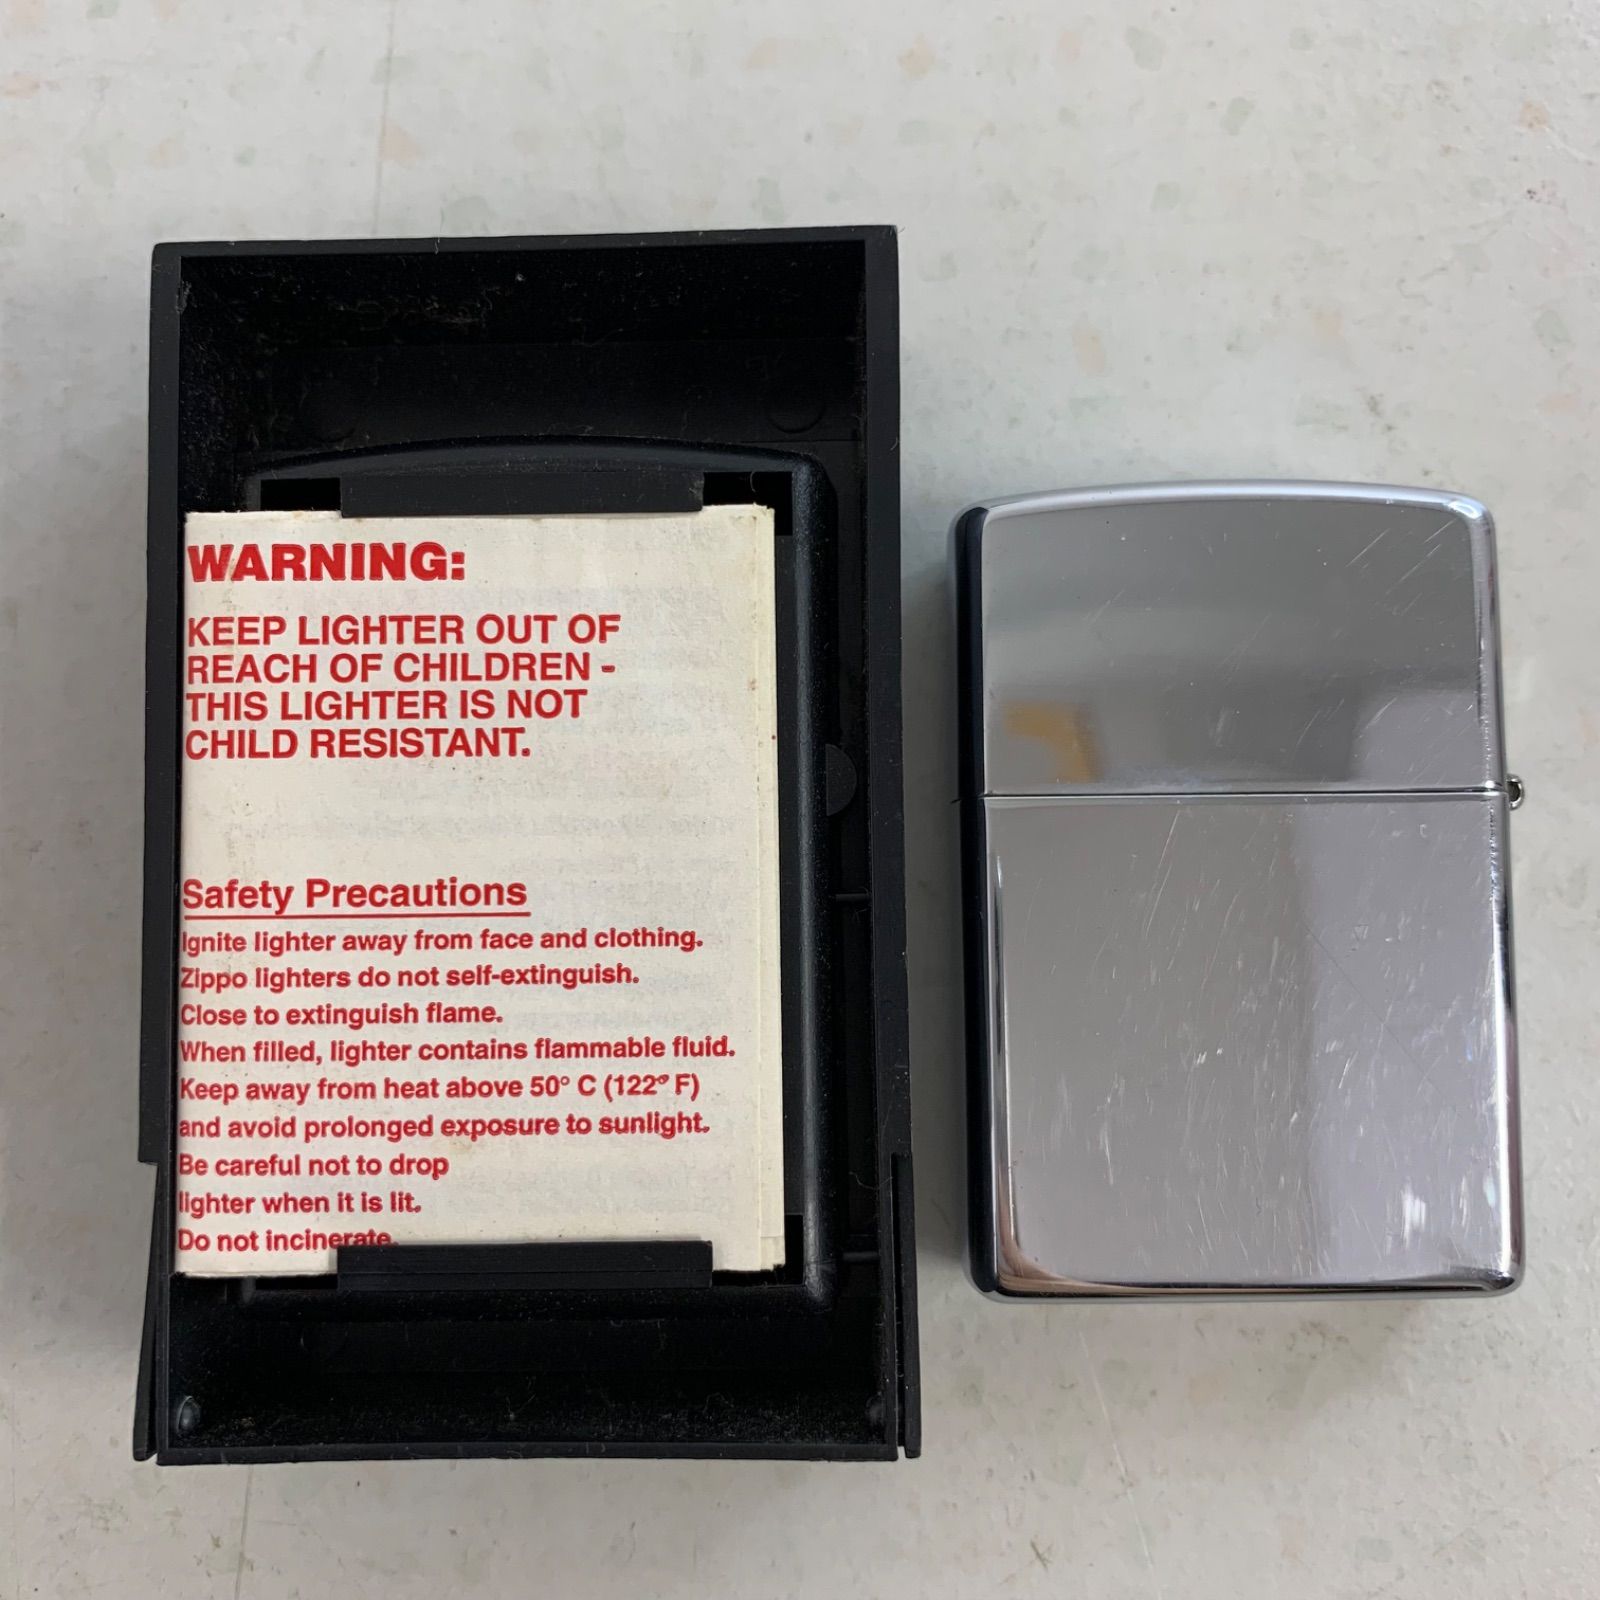 WARNING:
KEEP LIGHTER OUT OF
REACH OF CHILDREN -
THIS LIGHTER IS NOT
CHILD RESISTANT.
Safety Precautions
Ignite lighter away from face and clothing.
Zippo lighters do not self-extinguish.
Close to extinguish flame.
When filled, lighter contains flammable fluid.
Keep away from heat above 50° C (122° F)
and avoid prolonged exposure to sunlight.
Be careful not to drop
lighter when it is lit.
Do not incinerate.